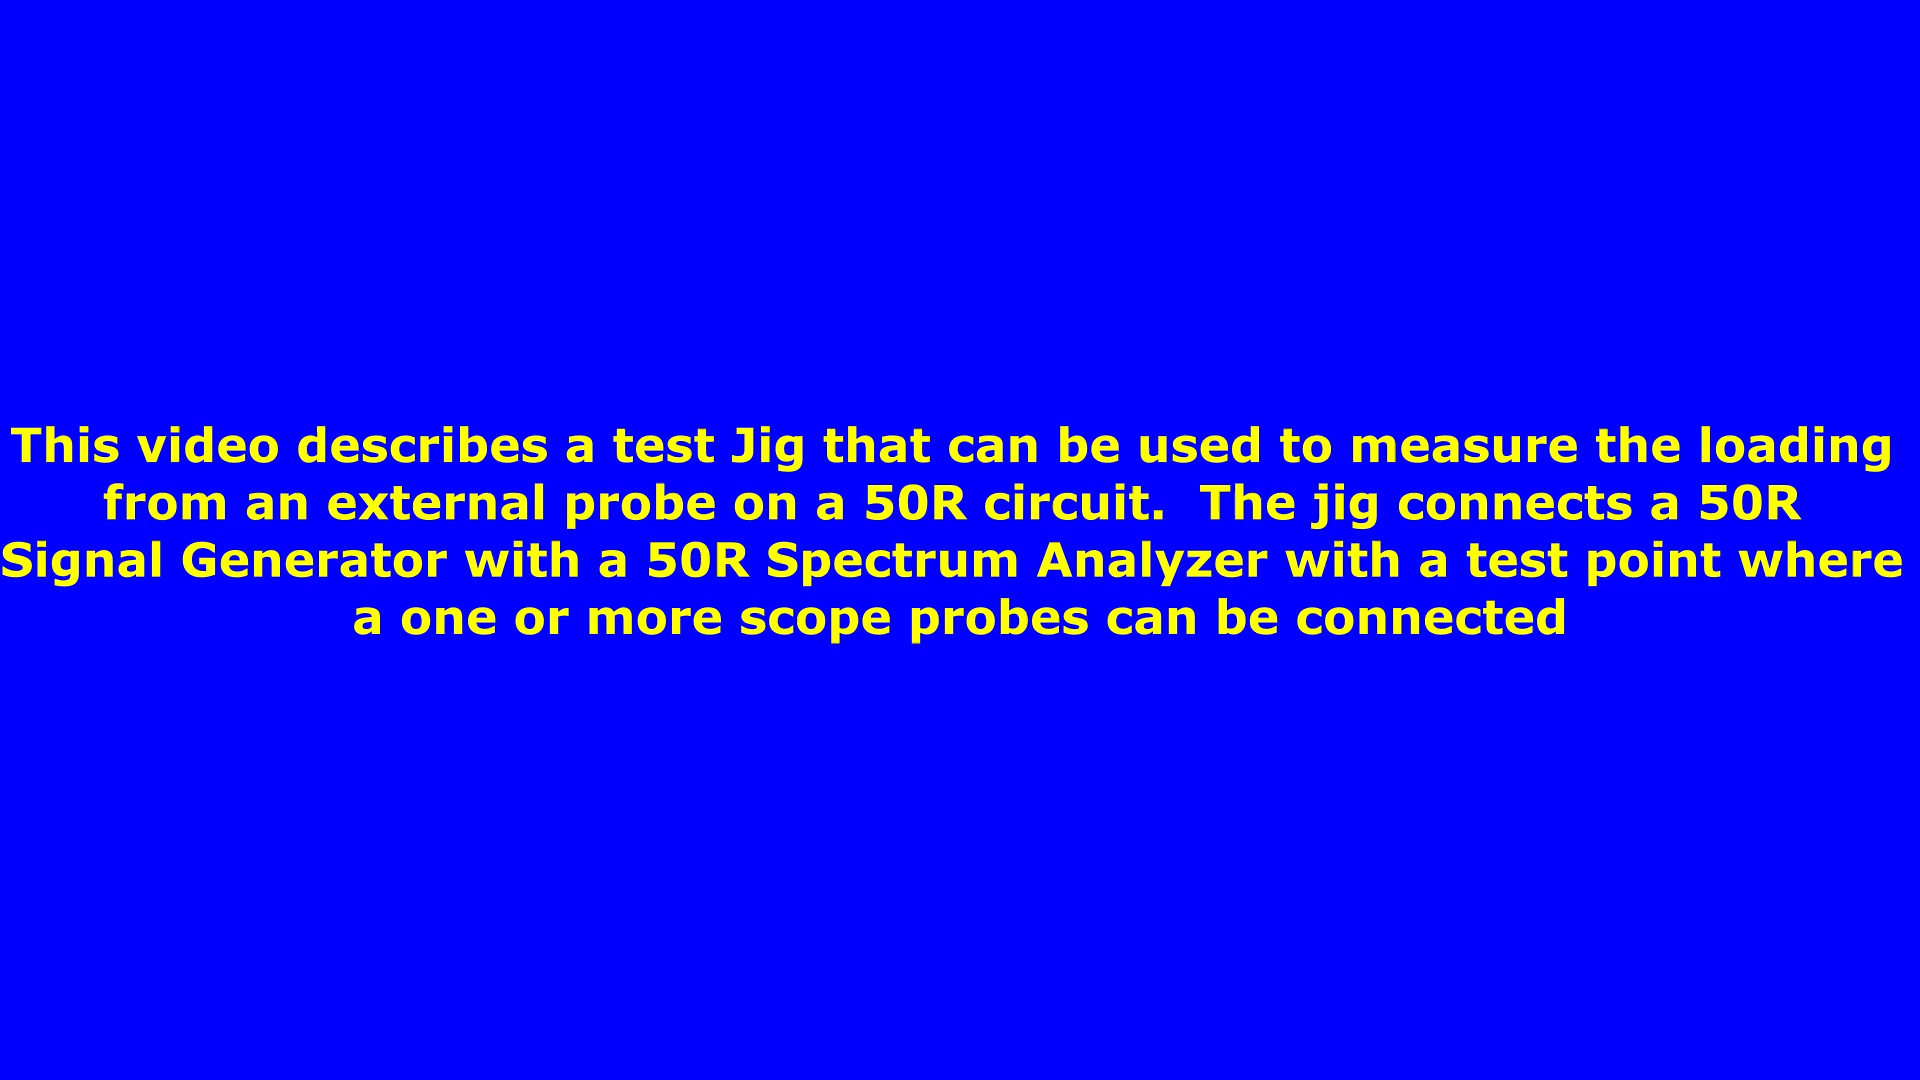 This video describes a test Jig that can be used to measure the loading
from an external probe on a 50R circuit.  The jig connects a 50R
Signal Generator with a 50R Spectrum Analyzer with a test point where
a one or more scope probes can be connected